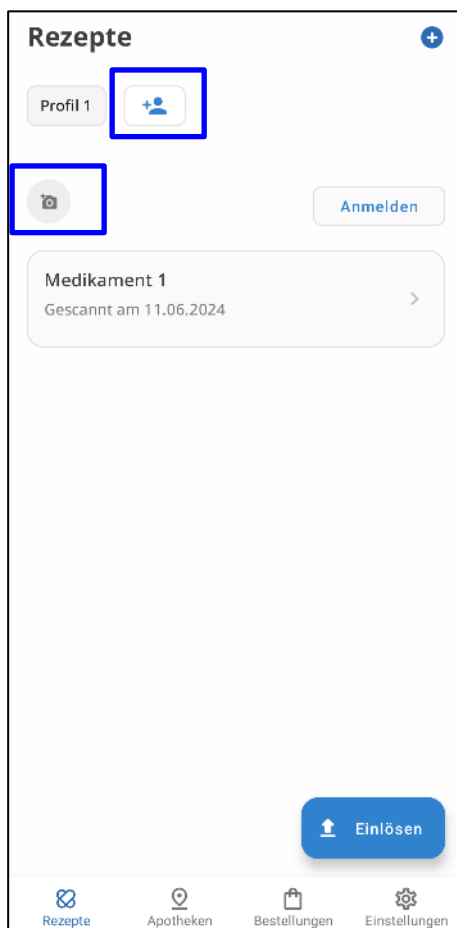 Rezepte
Profil 1
Anmelden
Medikament 1
Gescannt am 11.06.2024
Einlösen
Rezepte Apotheken Bestellungen Einstellungen